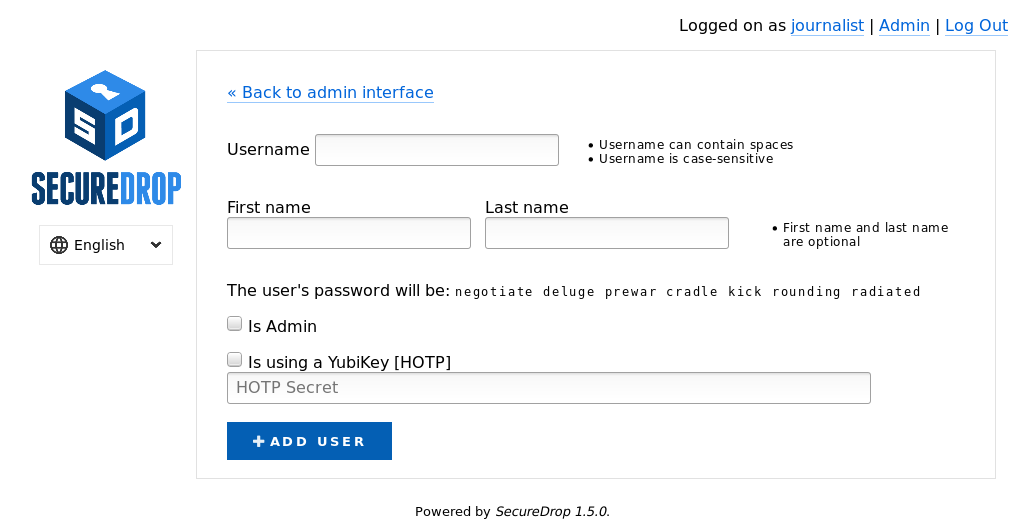 Logged on as journalist | Admin | Log Out
« Back to admin interface
SD
SECUREDROP
English
Username
• Username can contain spaces
• Username is case-sensitive
First name
Last name
• First name and last name
are optional
The user's password will be: negotiate deluge prewar cradle kick rounding radiated
Is Admin
Is using a YubiKey [HOTP]
HOTP Secret
+ ADD USER
Powered by SecureDrop 1.5.0.